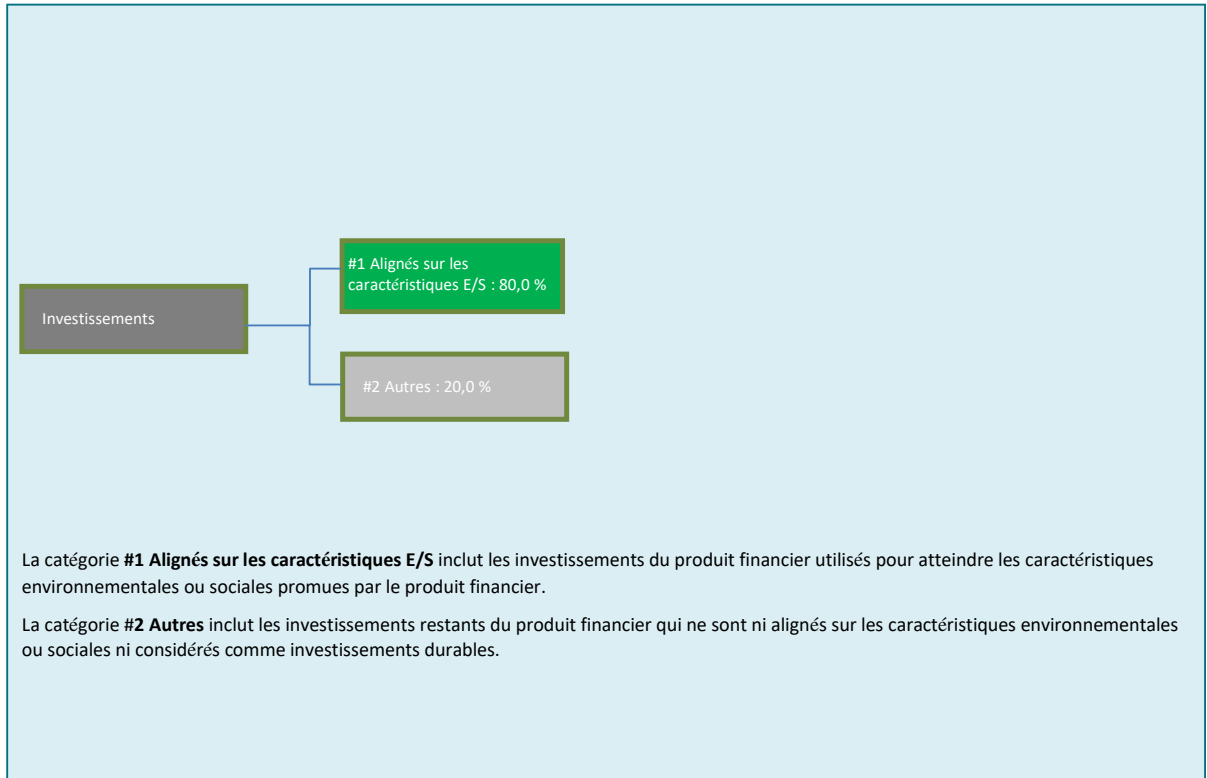 #1 Alignés sur les
caractéristiques E/S : 80,0 %
Investissements
#2 Autres : 20,0 %
La catégorie #1 Alignés sur les caractéristiques E/S inclut les investissements du produit financier utilisés pour atteindre les caractéristiques
environnementales ou sociales promues par le produit financier.
La catégorie #2 Autres inclut les investissements restants du produit financier qui ne sont ni alignés sur les caractéristiques environnementales
ou sociales ni considérés comme investissements durables.